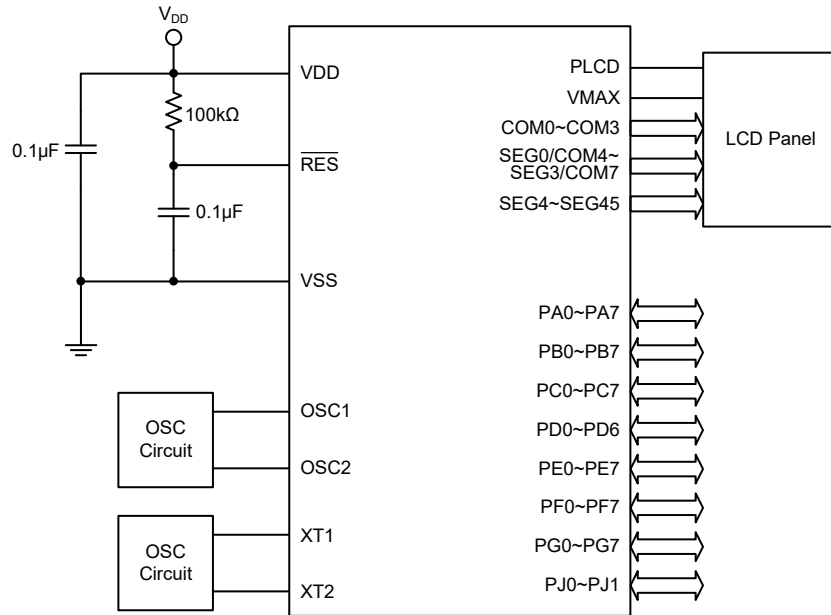 VDD
VDD
100kΩ
0.1µF
RES
0.1µF
VSS
OSC
Circuit
OSC1
OSC2
OSC
Circuit
XT1
XT2
PLCD
VMAX
COM0~COM3
SEG0/COM4~
SEG3/COM7
SEG4~SEG45
LCD Panel
PA0~PA7
PB0~PB7
PC0~PC7
PD0~PD6
PE0~PE7
PF0~PF7
PG0~PG7
PJ0~PJ1